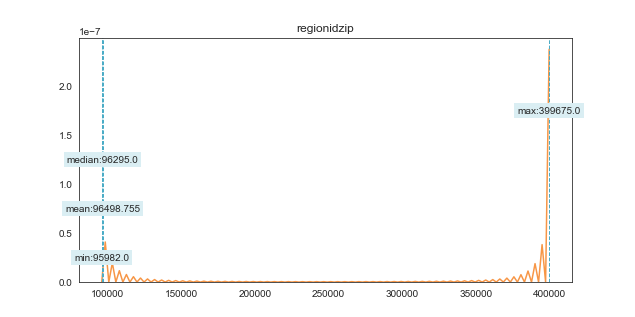 regionidzip
1e−7
2.0
1.5
1.0
0.5
0.0
max:399675.0
median:96295.0
mean:96498.755
min:95982.0
100000 150000 200000 250000 300000 350000 400000